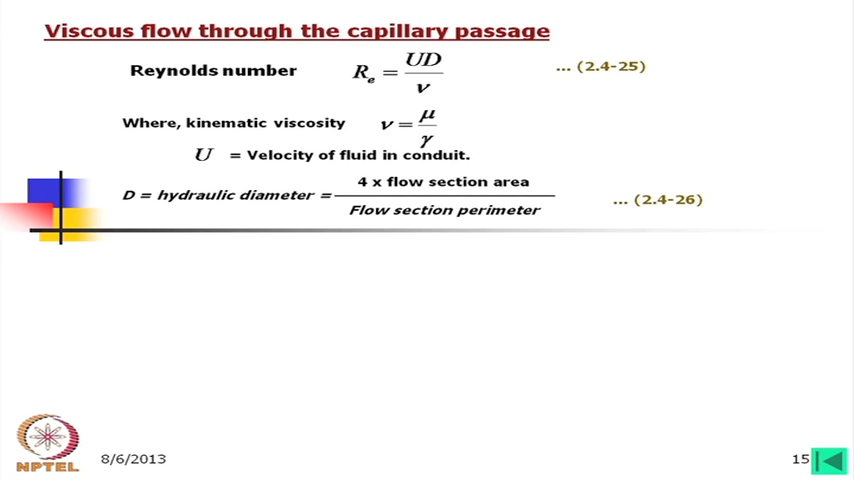 Viscous flow through the capillary passage
Reynolds number Re = UD / ν ... (2.4-25)
Where, kinematic viscosity ν = μ / γ
U = Velocity of fluid in conduit.
D = hydraulic diameter = 4 x flow section area / Flow section perimeter ... (2.4-26)
NPTEL
8/6/2013
15